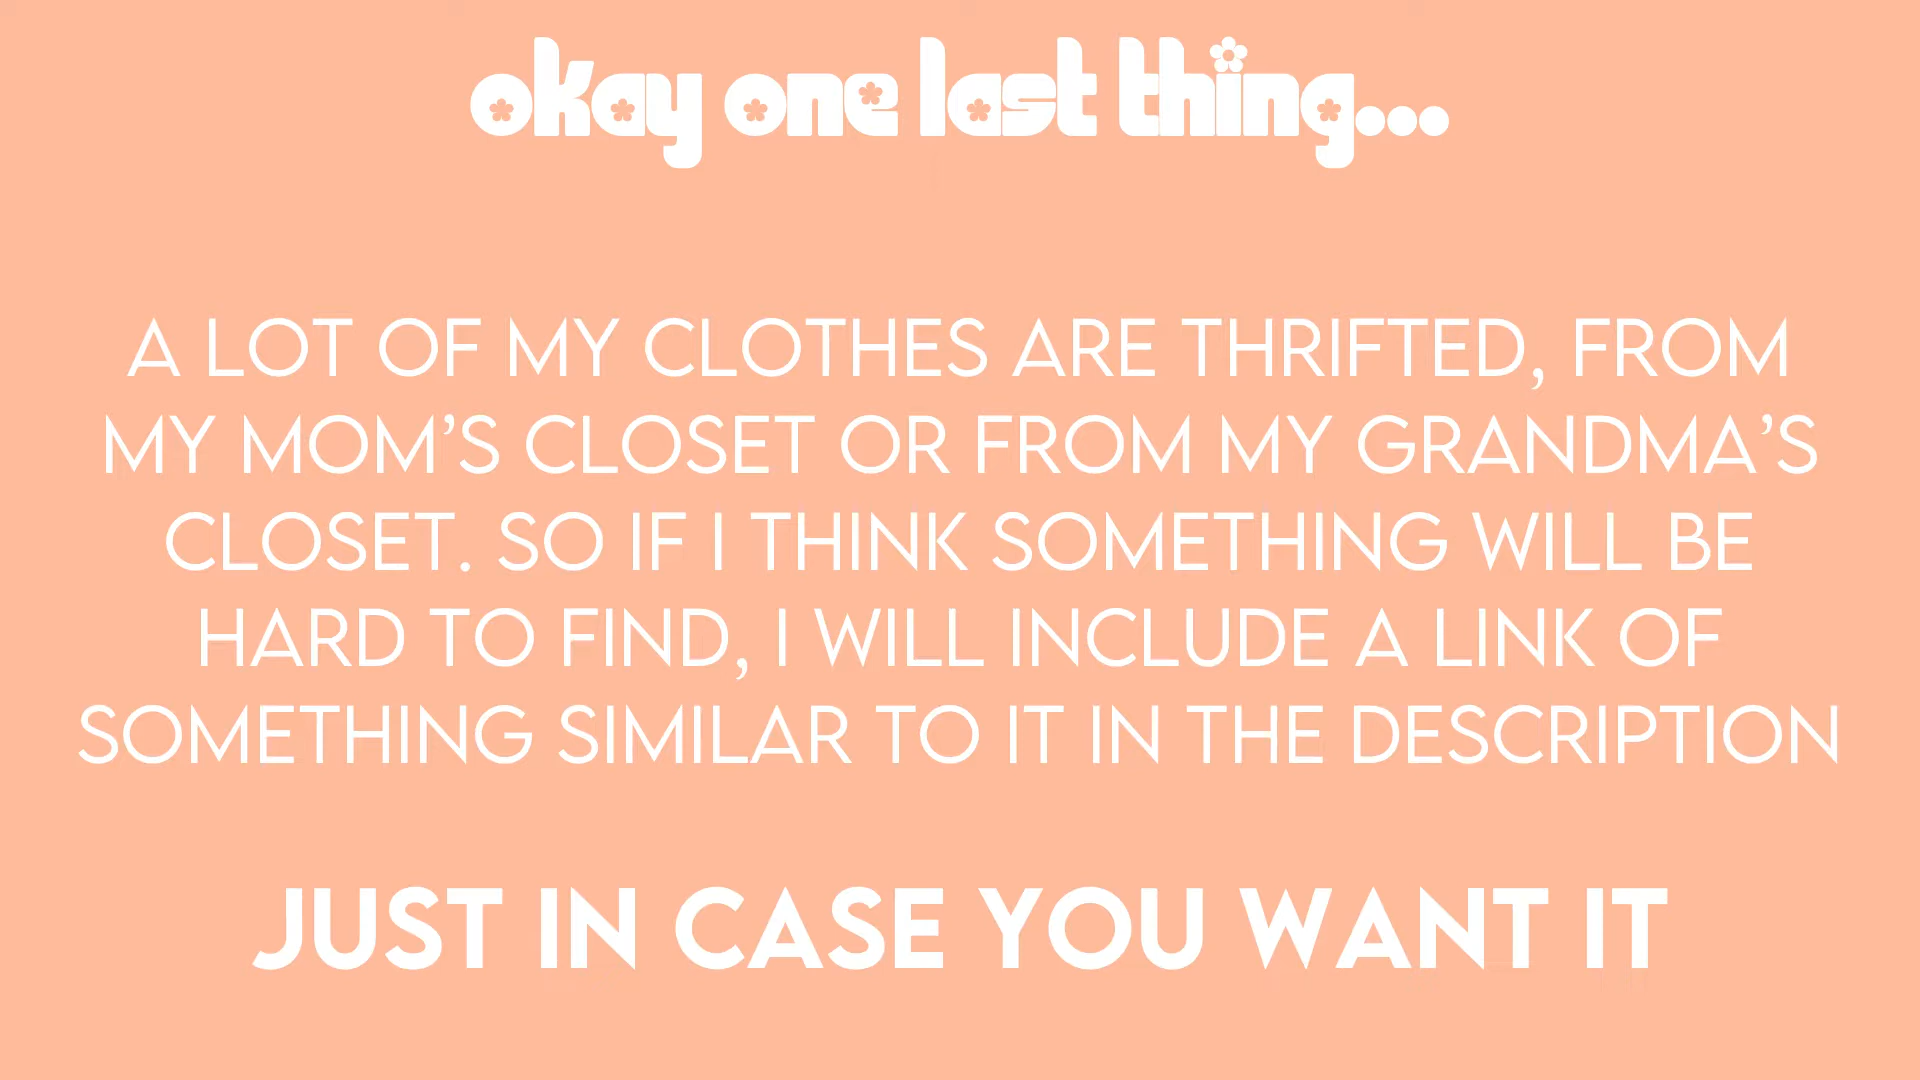 okay one last thing...
A LOT OF MY CLOTHES ARE THRIFTED, FROM
MY MOM'S CLOSET OR FROM MY GRANDMA'S
CLOSET. SO IF I THINK SOMETHING WILL BE
HARD TO FIND, I WILL INCLUDE A LINK OF
SOMETHING SIMILAR TO IT IN THE DESCRIPTION
JUST IN CASE YOU WANT IT